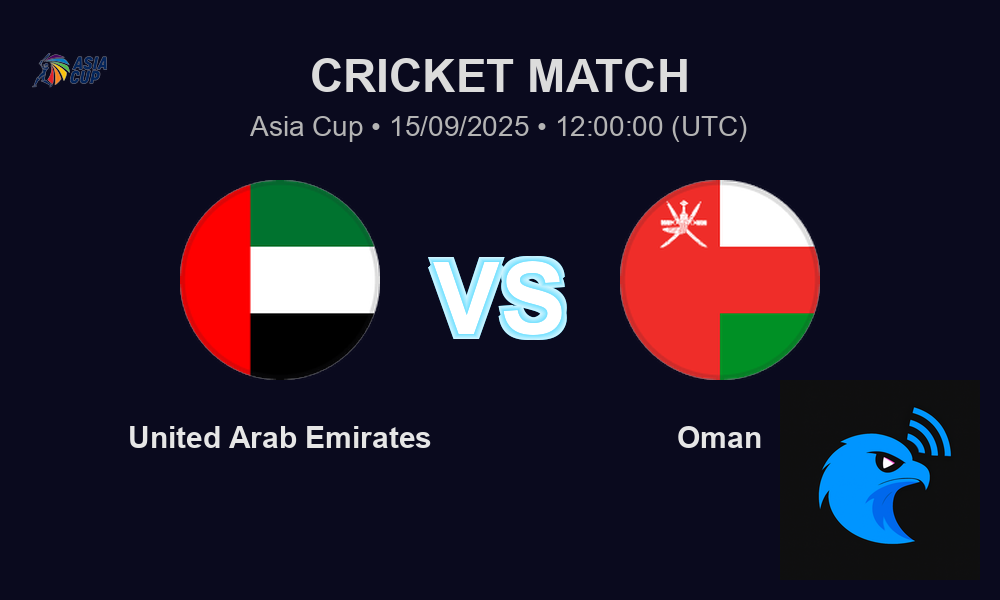 ASIA
CUP
CRICKET MATCH
Asia Cup • 15/09/2025 • 12:00:00 (UTC)
VS
United Arab Emirates
Oman